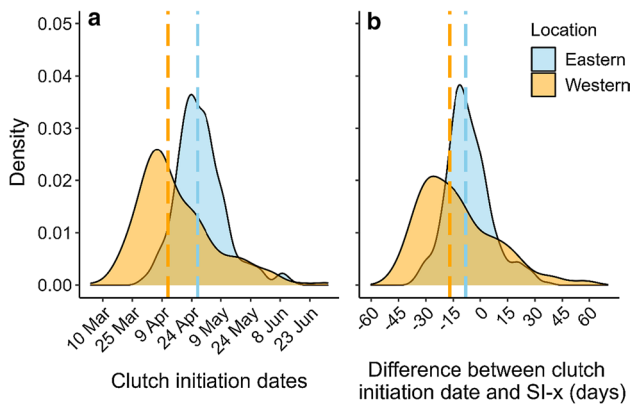 a
b
Location
Eastern
Western
Density
0.05
0.04
0.03
0.02
0.01
0.00
10 Mar
25 Mar
9 Apr
24 Apr
9 May
24 May
8 Jun
23 Jun
Clutch initiation dates
-60
-45
-30
-15
0
15
30
45
60
Difference between clutch
initiation date and SI-x (days)